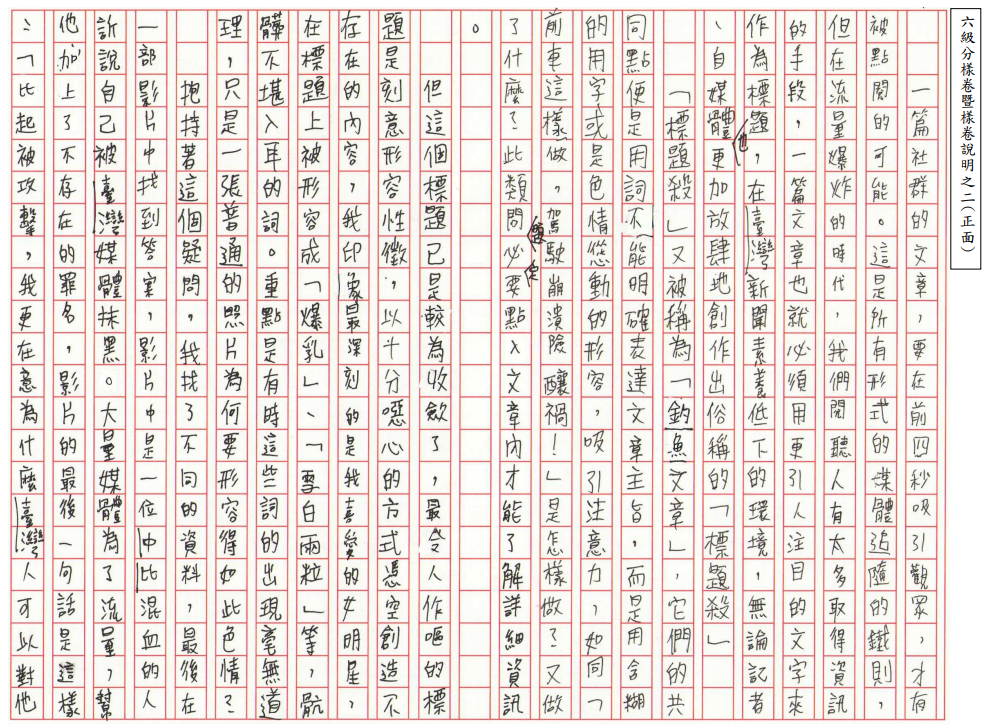 六級分樣卷暨樣卷說明之二︵正面︶
一篇社群的文章，要在前四秒吸引觀眾，才有
被點閱的可能。這是所有形式的媒體追隨的鐵則，
但在流量爆炸的時代，我們閱聽人有太多取得資訊
的手段，一篇文章也就必須用更引人注目的文字來
作為標題，在臺灣新聞素養低下的環境，無論記者
、自媒體更加放肆地創作出俗稱的「標題殺」
他
「標題殺」又被稱為「釣魚文章」，它們的共
同點便是用詞不能明確表達文章主旨，而是用含糊
的用字或是色情慫動的形容，吸引注意力，如同「
前車這樣做，駕駛崩潰險釀禍！」是怎樣做？又做
了什麼？此類問必要點入文章內才能了解詳細資訊
題 定
。
但這個標題已是較為收斂了，最令人作嘔的標
題是刻意形容性徵，以十分噁心的方式憑空創造不
存在的內容，我印象最深刻的是我喜愛的女明星，
在標題上被形容成「爆乳」、「雪白兩粒」等，骯
髒不堪入耳的詞。重點是有時這些詞的出現毫無道
理，只是一張普通的照片為何要形容得如此色情？
抱持著這個疑問，我找了不同的資料，最後在
一部影片中找到答案，影片中是一位中比混血的人
訴說自己被臺灣媒體抹黑。大量媒體為了流量，幫
他加上了不存在的罪名，影片的最後一句話是這樣
：「比起被攻擊，我更在意為什麼臺灣人可以對他